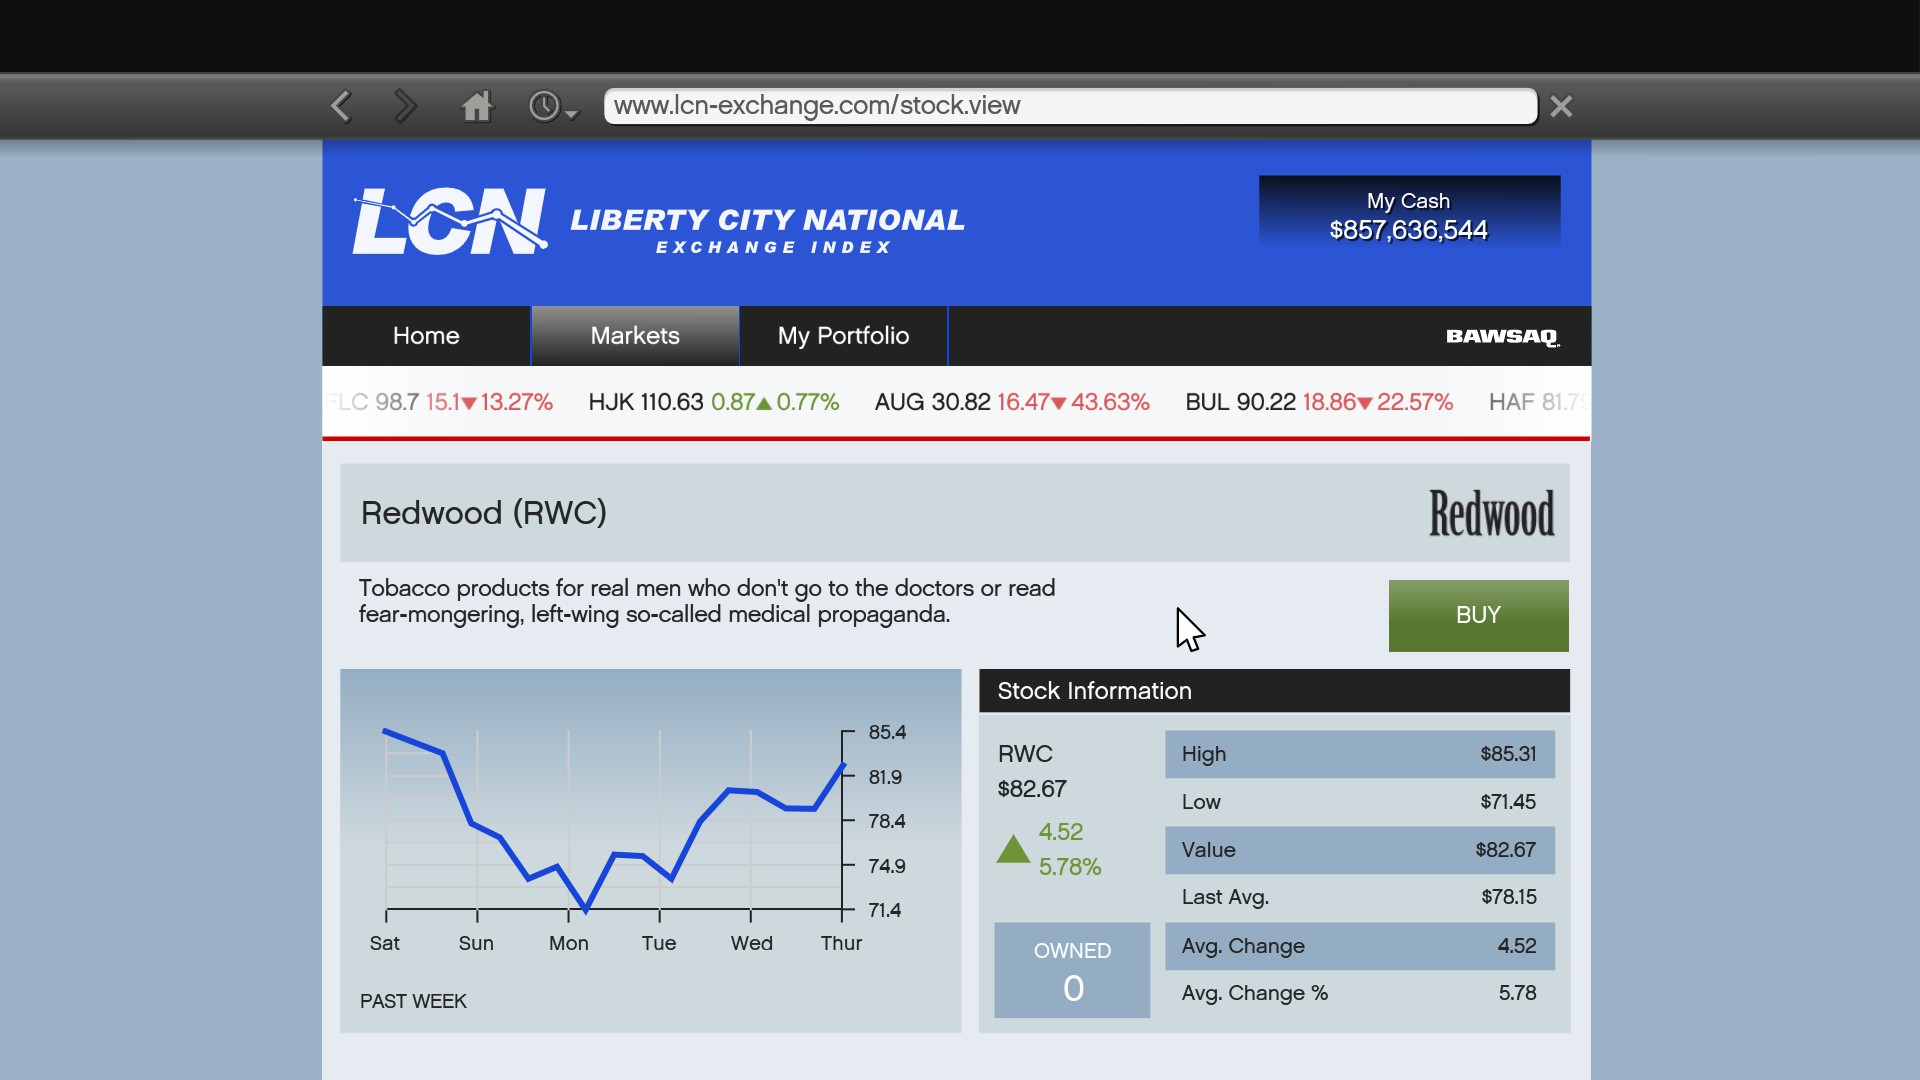 www.lcn-exchange.com/stock.view
LCN
LIBERTY CITY NATIONAL
EXCHANGE INDEX
My Cash
$857,636,544
Home
Markets
My Portfolio
BAWSAQ
FLC 98.7 15.1▼13.27% HJK 110.63 0.87▲0.77% AUG 30.82 16.47▼43.63% BUL 90.22 18.86▼22.57% HAF 81.79
Redwood (RWC)
Redwood
Tobacco products for real men who don't go to the doctors or read
fear-mongering, left-wing so-called medical propaganda.
BUY
85.4
81.9
78.4
74.9
71.4
Sat Sun Mon Tue Wed Thur
PAST WEEK
Stock Information
RWC
$82.67
▲ 4.52
5.78%
OWNED
0
High $85.31
Low $71.45
Value $82.67
Last Avg. $78.15
Avg. Change 4.52
Avg. Change % 5.78